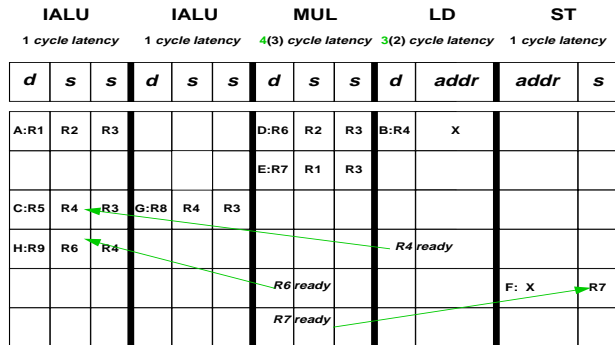 IALU IALU MUL LD ST
1 cycle latency 1 cycle latency 4(3) cycle latency 3(2) cycle latency 1 cycle latency
d s s d s s d s s d addr addr s
A:R1 R2 R3 D:R6 R2 R3 B:R4 X
E:R7 R1 R3
C:R5 R4 R3 G:R8 R4 R3
H:R9 R6 R4 R4 ready
R6 ready F: X R7
R7 ready